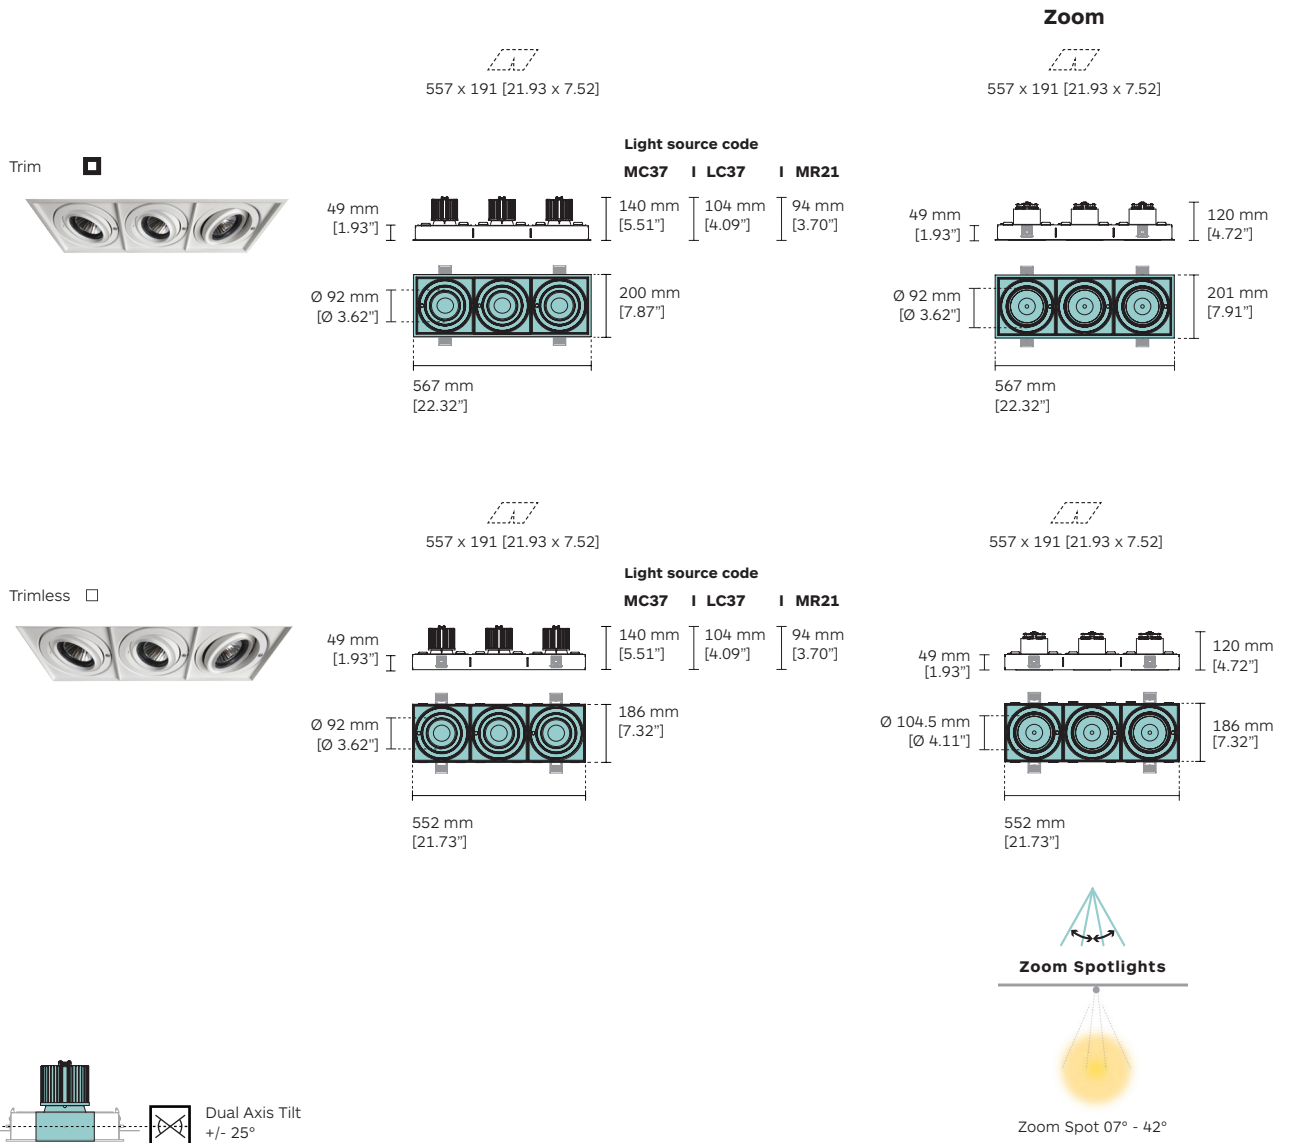 Zoom
557 x 191 [21.93 x 7.52]
557 x 191 [21.93 x 7.52]
Light source code
MC37 I LC37 I MR21
Trim
49 mm
[1.93”]
140 mm
[5.51”]
104 mm
[4.09”]
94 mm
[3.70”]
49 mm
[1.93”]
120 mm
[4.72”]
Ø 92 mm
[Ø 3.62"]
200 mm
[7.87”]
Ø 92 mm
[Ø 3.62"]
201 mm
[7.91”]
567 mm
[22.32”]
567 mm
[22.32”]
557 x 191 [21.93 x 7.52]
557 x 191 [21.93 x 7.52]
Light source code
MC37 I LC37 I MR21
Trimless
49 mm
[1.93”]
140 mm
[5.51”]
104 mm
[4.09”]
94 mm
[3.70”]
49 mm
[1.93”]
120 mm
[4.72”]
Ø 92 mm
[Ø 3.62"]
186 mm
[7.32”]
Ø 104.5 mm
[Ø 4.11"]
186 mm
[7.32”]
552 mm
[21.73”]
552 mm
[21.73”]
Zoom Spotlights
Zoom Spot 07° - 42°
Dual Axis Tilt
+/- 25°